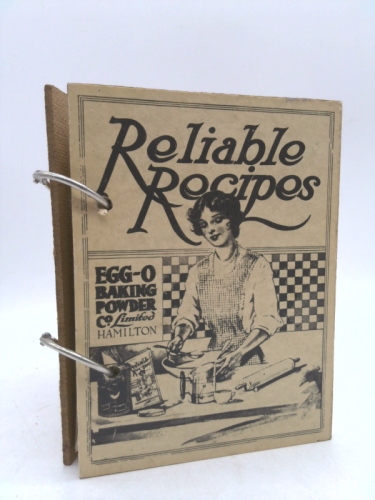 Reliable
Recipes
EGG-O
BAKING
POWDER
Co. Limited
HAMILTON